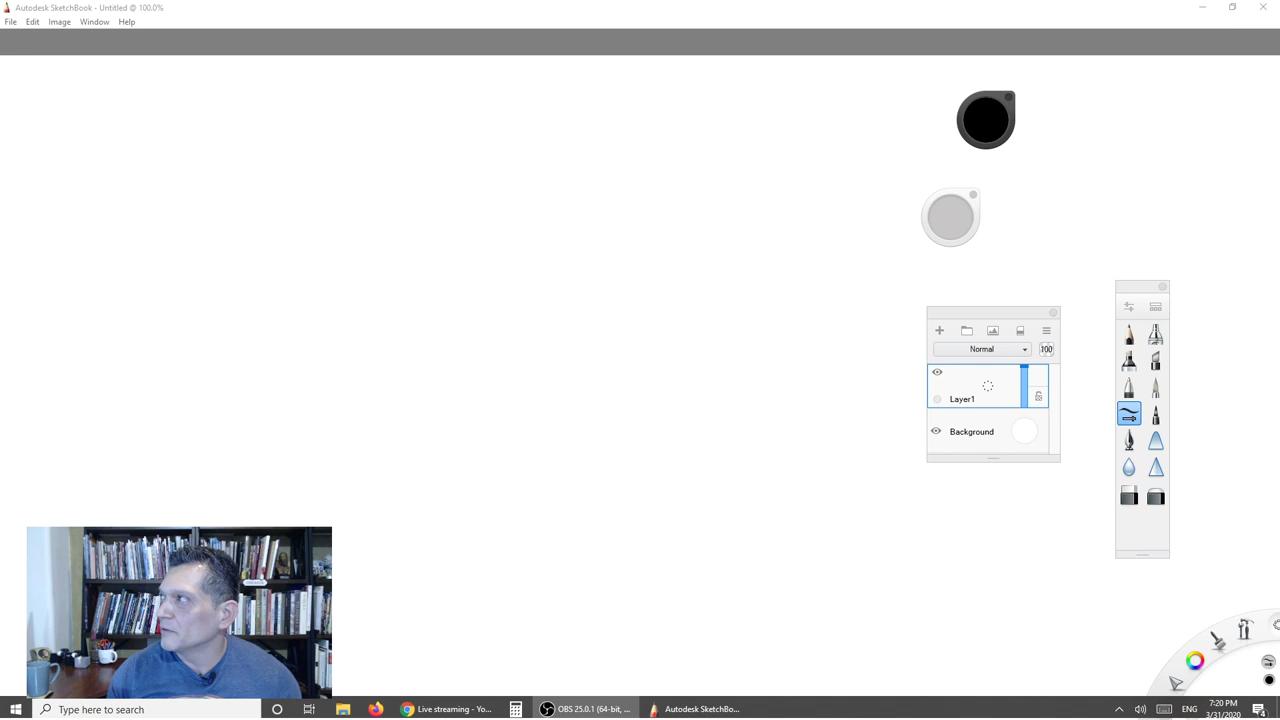 Autodesk SketchBook - Untitled @ 100.0%
File Edit Image Window Help
Normal 100
Layer1
Background
Type here to search
Live streaming - Yo...
OBS 25.0.1 (64-bit, ...
Autodesk SketchBo...
ENG
7:20 PM
3/31/2020
4